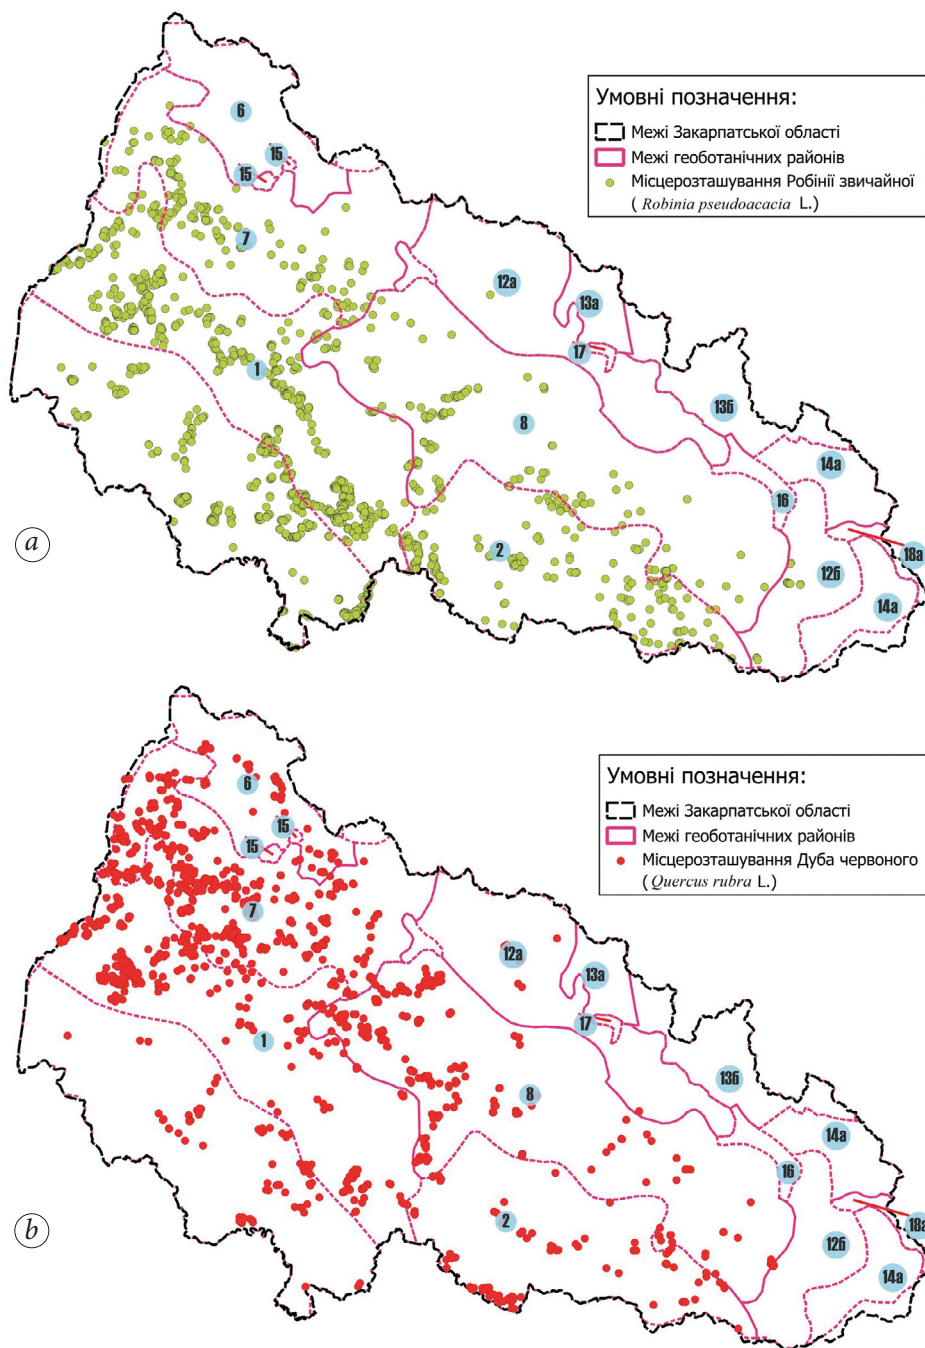 Умовні позначення:
Межі Закарпатської області
Межі геоботанічних районів
Місцерозташування Робінії звичайної
( Robinia pseudoacacia L.)
6
15
15
7
12а
13а
17
1
13б
8
14а
16
a
2
18а
12б
14а
Умовні позначення:
Межі Закарпатської області
Межі геоботанічних районів
Місцерозташування Дуба червоного
( Quercus rubra L.)
6
15
15
7
12а
13а
17
1
13б
8
14а
16
b
2
18а
12б
14а